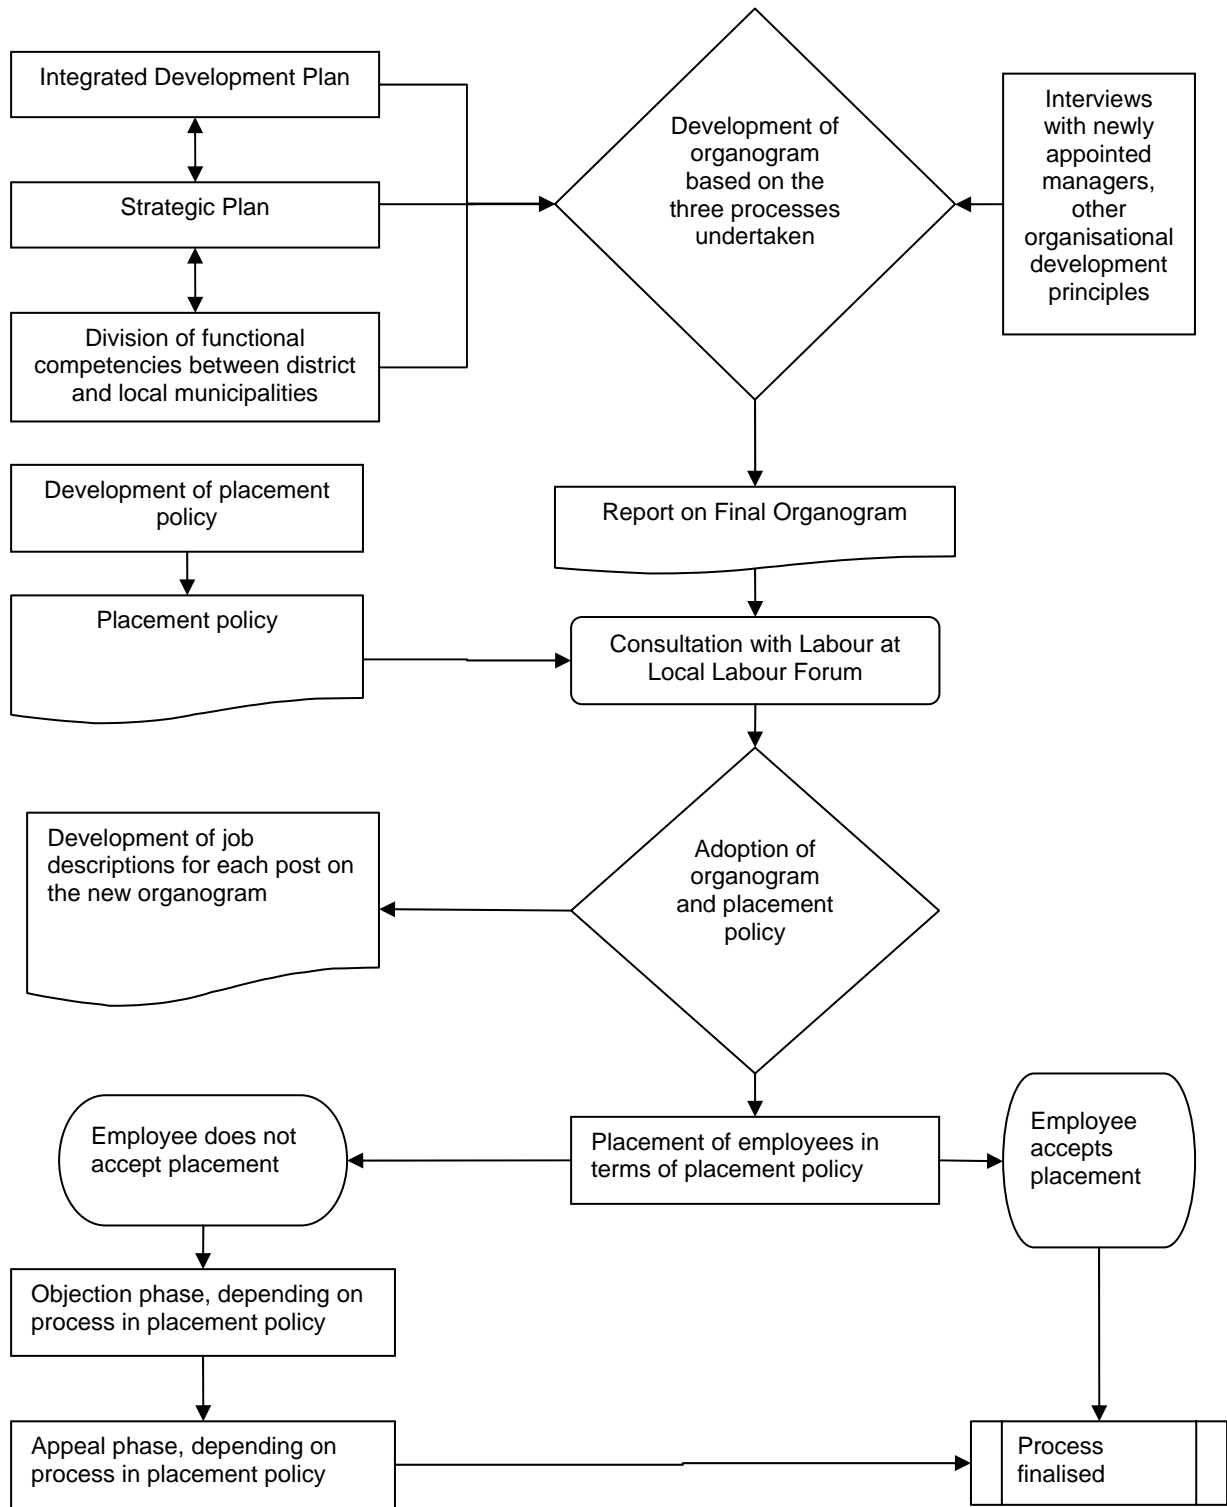 Integrated Development Plan
Strategic Plan
Division of functional
competencies between district
and local municipalities
Development of
organogram
based on the
three processes
undertaken
Interviews
with newly
appointed
managers,
other
organisational
development
principles
Development of placement
policy
Report on Final Organogram
Placement policy
Consultation with Labour at
Local Labour Forum
Development of job
descriptions for each post on
the new organogram
Adoption of
organogram
and placement
policy
Employee does not
accept placement
Placement of employees in
terms of placement policy
Employee
accepts
placement
Objection phase, depending on
process in placement policy
Appeal phase, depending on
process in placement policy
Process
finalised